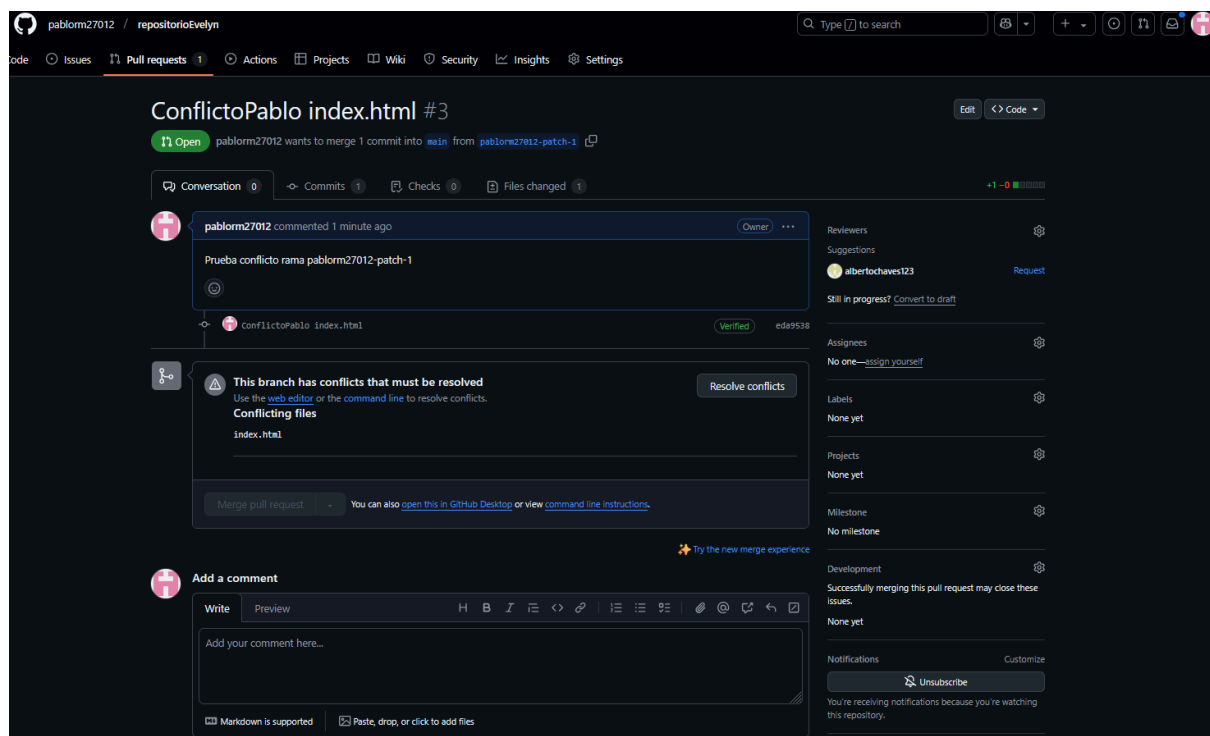 pablorm27012 / repositorioEvelyn
Type / to search
Code Issues Pull requests 1 Actions Projects Wiki Security Insights Settings
ConflictoPablo index.html #3
Edit <> Code
Open pablorm27012 wants to merge 1 commit into main from pablorm27012-patch-1
Conversation 0 Commits 1 Checks 0 Files changed 1
+1 −0
pablorm27012 commented 1 minute ago
Owner ...
Prueba conflicto rama pablorm27012-patch-1
ConflictoPablo index.html
Verified eda9538
This branch has conflicts that must be resolved
Use the web editor or the command line to resolve conflicts.
Conflicting files
index.html
Resolve conflicts
Merge pull request
You can also open this in GitHub Desktop or view command line instructions.
Try the new merge experience
Add a comment
Write Preview
Add your comment here...
Markdown is supported
Paste, drop, or click to add files
Reviewers
Suggestions
albertochaves123 Request
Still in progress? Convert to draft
Assignees
No one—assign yourself
Labels
None yet
Projects
None yet
Milestone
No milestone
Development
Successfully merging this pull request may close these
issues.
None yet
Notifications Customize
Unsubscribe
You're receiving notifications because you're watching
this repository.